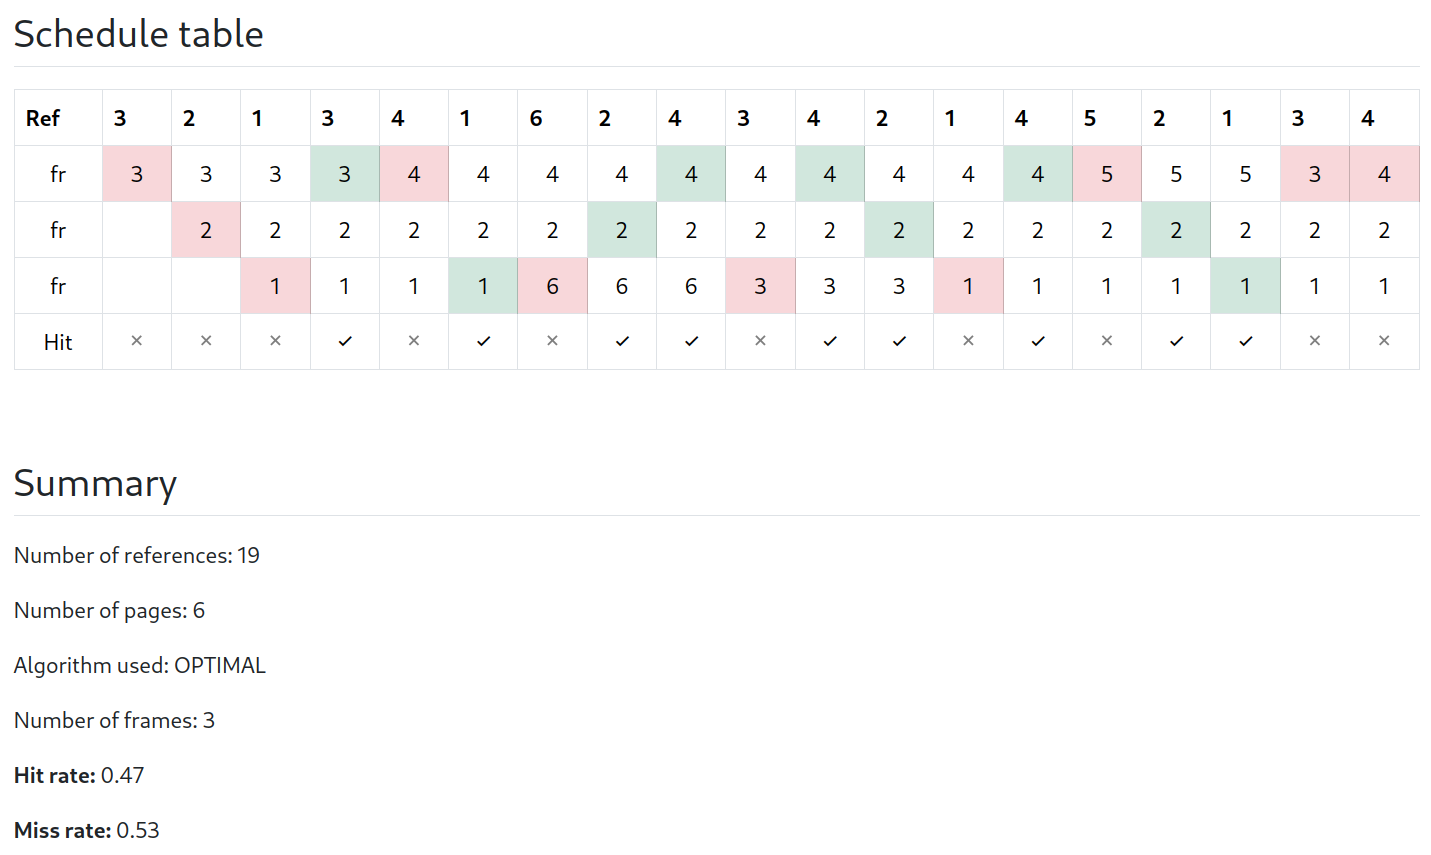 Schedule table
Ref 3 2 1 3 4 1 6 2 4 3 4 2 1 4 5 2 1 3 4
fr 3 3 3 3 4 4 4 4 4 4 4 4 4 4 5 5 5 3 4
fr 2 2 2 2 2 2 2 2 2 2 2 2 2 2 2 2 2 2
fr 1 1 1 1 6 6 6 3 3 3 1 1 1 1 1 1 1
Hit × × × ✓ × ✓ × ✓ ✓ × ✓ ✓ × ✓ × ✓ ✓ × ×
Summary
Number of references: 19
Number of pages: 6
Algorithm used: OPTIMAL
Number of frames: 3
Hit rate: 0.47
Miss rate: 0.53